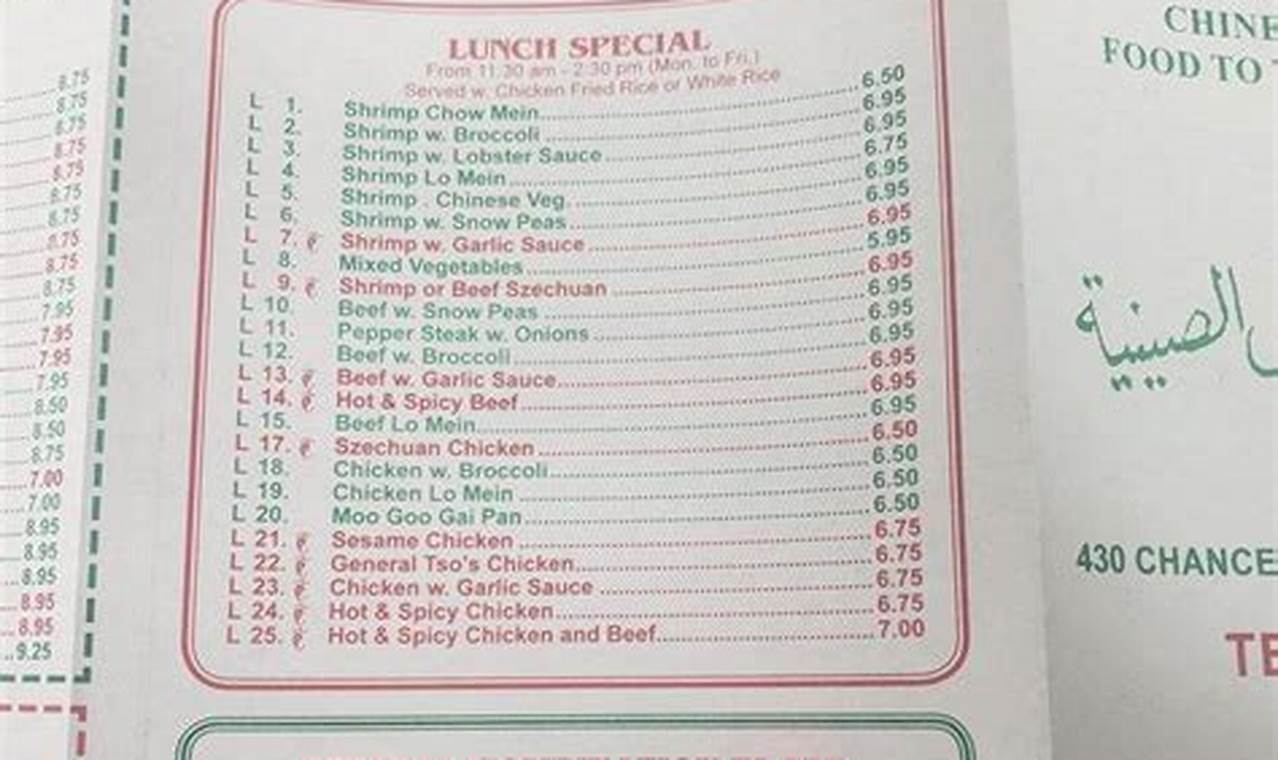 8.75
8.75
8.75
8.75
8.75
8.75
8.75
8.75
8.75
8.75
7.95
7.95
7.95
7.95
8.50
8.50
8.75
7.00
7.00
8.95
8.95
8.95
8.95
8.95
9.25
LUNCH SPECIAL
From 11:30 am - 2:30 pm (Mon. to Fri.)
Served w. Chicken Fried Rice or White Rice
L 1. Shrimp Chow Mein 6.50
L 2. Shrimp w. Broccoli 6.95
L 3. Shrimp w. Lobster Sauce 6.95
L 4. Shrimp Lo Mein 6.75
L 5. Shrimp . Chinese Veg. 6.95
L 6. Shrimp w. Snow Peas 6.95
L 7. Shrimp w. Garlic Sauce 6.95
L 8. Mixed Vegetables 5.95
L 9. Shrimp or Beef Szechuan 6.95
L 10. Beef w. Snow Peas 6.95
L 11. Pepper Steak w. Onions 6.95
L 12. Beef w. Broccoli 6.95
L 13. Beef w. Garlic Sauce 6.95
L 14. Hot & Spicy Beef 6.95
L 15. Beef Lo Mein 6.95
L 17. Szechuan Chicken 6.50
L 18. Chicken w. Broccoli 6.50
L 19. Chicken Lo Mein 6.50
L 20. Moo Goo Gai Pan 6.50
L 21. Sesame Chicken 6.75
L 22. General Tso's Chicken 6.75
L 23. Chicken w. Garlic Sauce 6.75
L 24. Hot & Spicy Chicken 6.75
L 25. Hot & Spicy Chicken and Beef 7.00
CHINE
FOOD TO
الصينية
430 CHANCE
TE